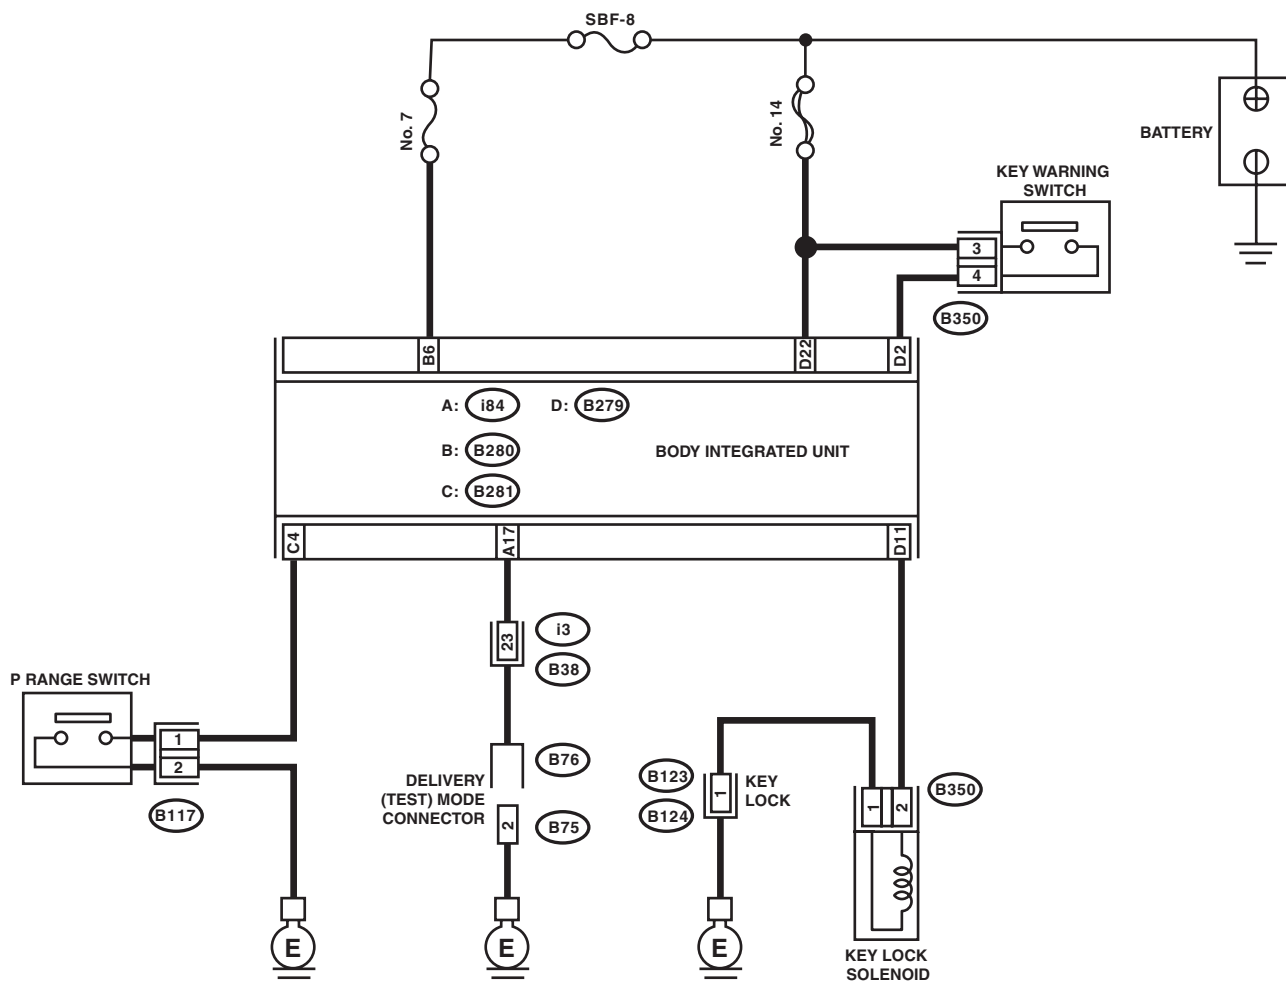 SBF-8
No. 7
No. 14
BATTERY
KEY WARNING
SWITCH
3
4
B350
B6
D22
D2
A: i84 D: B279
B: B280
BODY INTEGRATED UNIT
C: B281
C4
A17
D11
23
i3
B38
P RANGE SWITCH
1
2
B117
DELIVERY
(TEST) MODE
CONNECTOR
B76
2
B75
B123
B124
1
KEY
LOCK
1
2
B350
E
E
E
KEY LOCK
SOLENOID